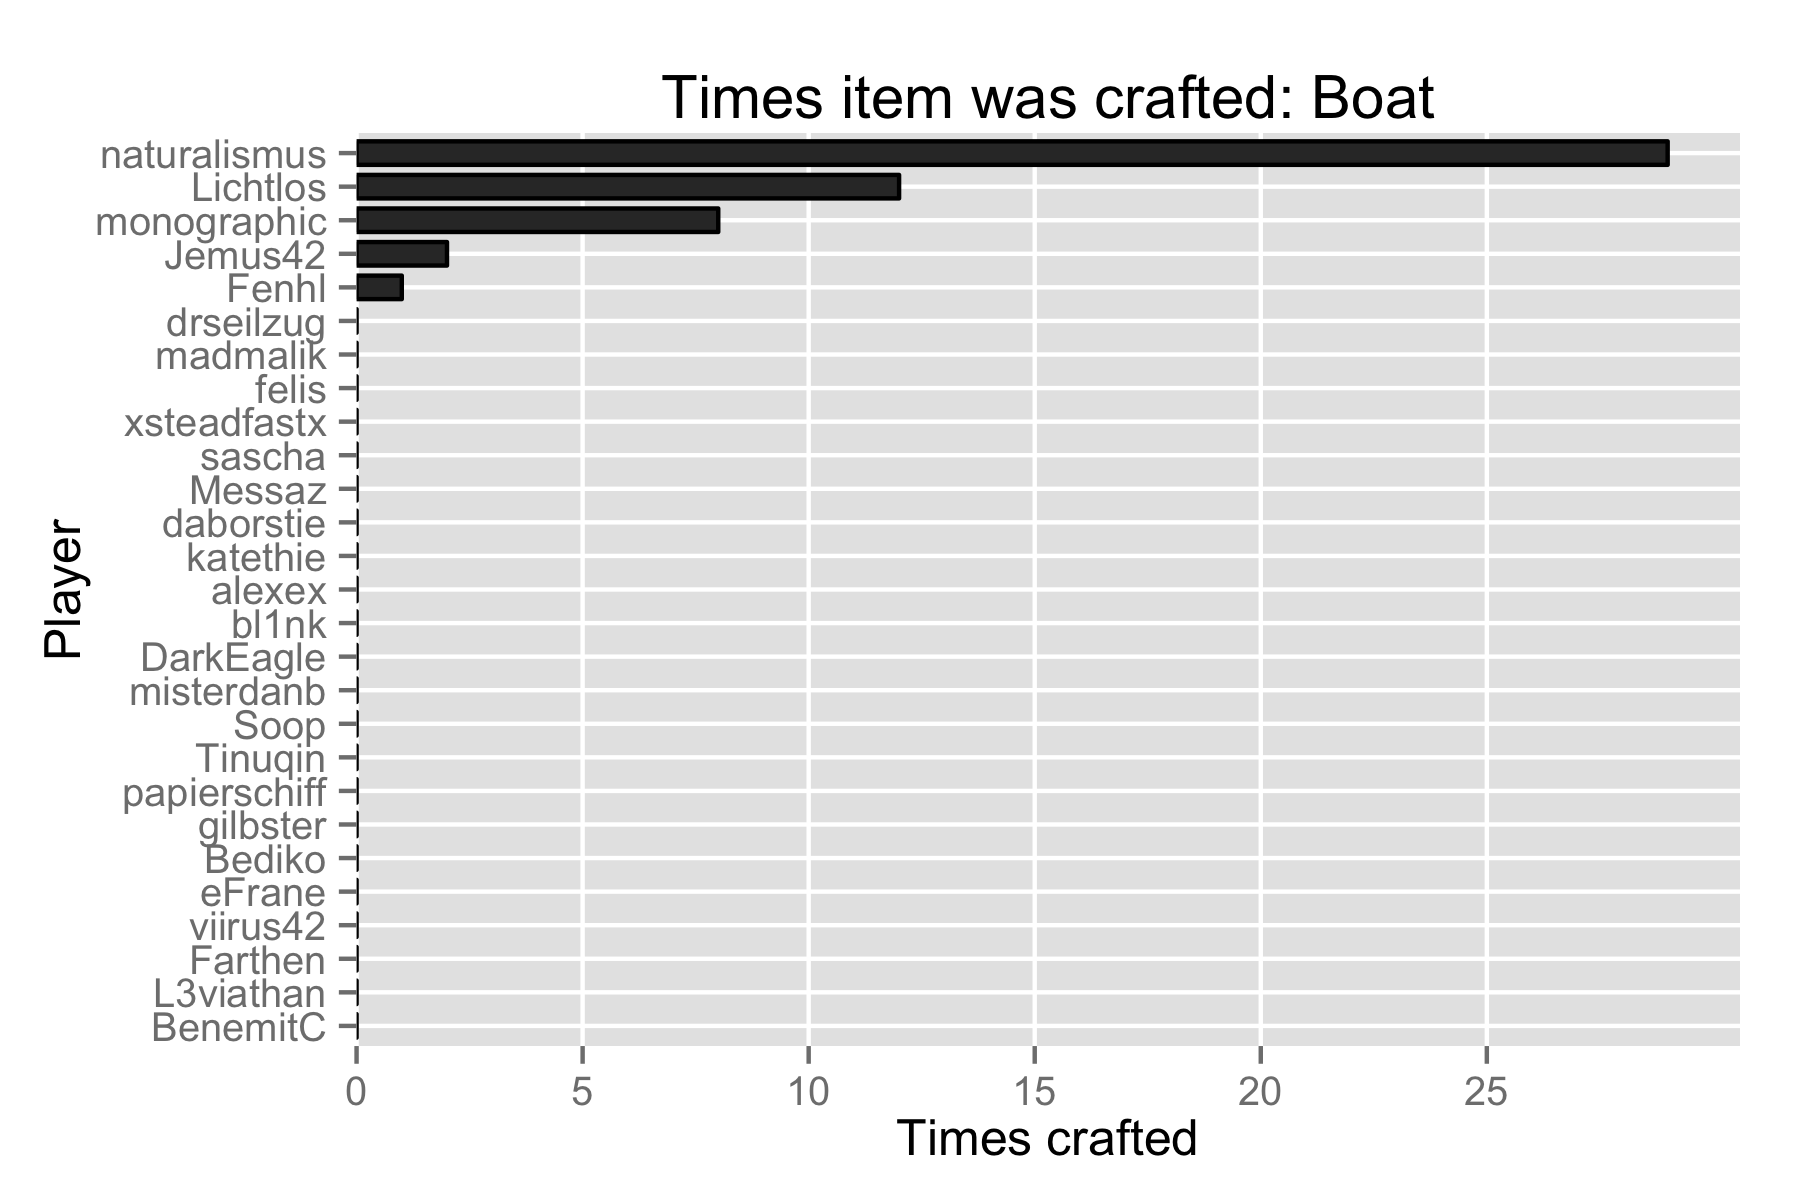 Times item was crafted: Boat
naturalismus
Lichtlos
monographic
Jemus42
Fenhl
drseilzug
madmalik
felis
xsteadfastx
sascha
Messaz
daborstie
katethie
alexex
bl1nk
DarkEagle
misterdanb
Soop
Tinuqin
papierschiff
gilbster
Bediko
eFrane
viirus42
Farthen
L3viathan
BenemitC
Player
0 5 10 15 20 25
Times crafted